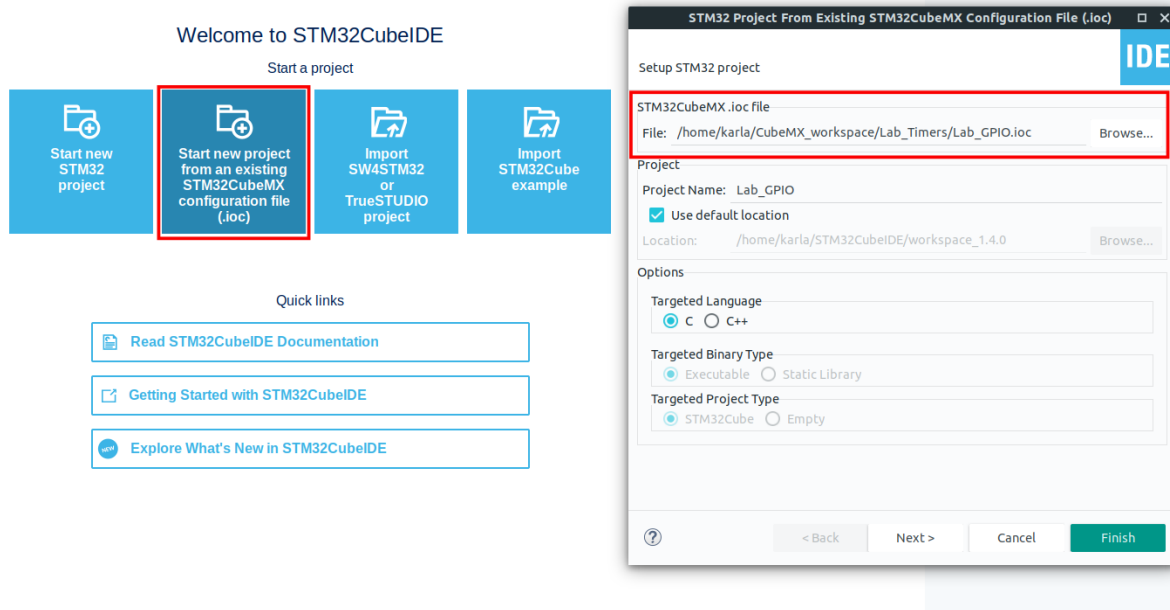 Welcome to STM32CubeIDE
Start a project
Start new
STM32
project
Start new project
from an existing
STM32CubeMX
configuration file
(.ioc)
Import
SW4STM32
or
TrueSTUDIO
project
Import
STM32Cube
example
Quick links
Read STM32CubeIDE Documentation
Getting Started with STM32CubeIDE
NEW
Explore What's New in STM32CubeIDE
STM32 Project From Existing STM32CubeMX Configuration File (.ioc)
IDE
Setup STM32 project
STM32CubeMX .ioc file
File: /home/karla/CubeMX_workspace/Lab_Timers/Lab_GPIO.ioc Browse...
Project
Project Name: Lab_GPIO
Use default location
Location: /home/karla/STM32CubeIDE/workspace_1.4.0 Browse...
Options
Targeted Language
C C++
Targeted Binary Type
Executable Static Library
Targeted Project Type
STM32Cube Empty
? < Back Next > Cancel Finish